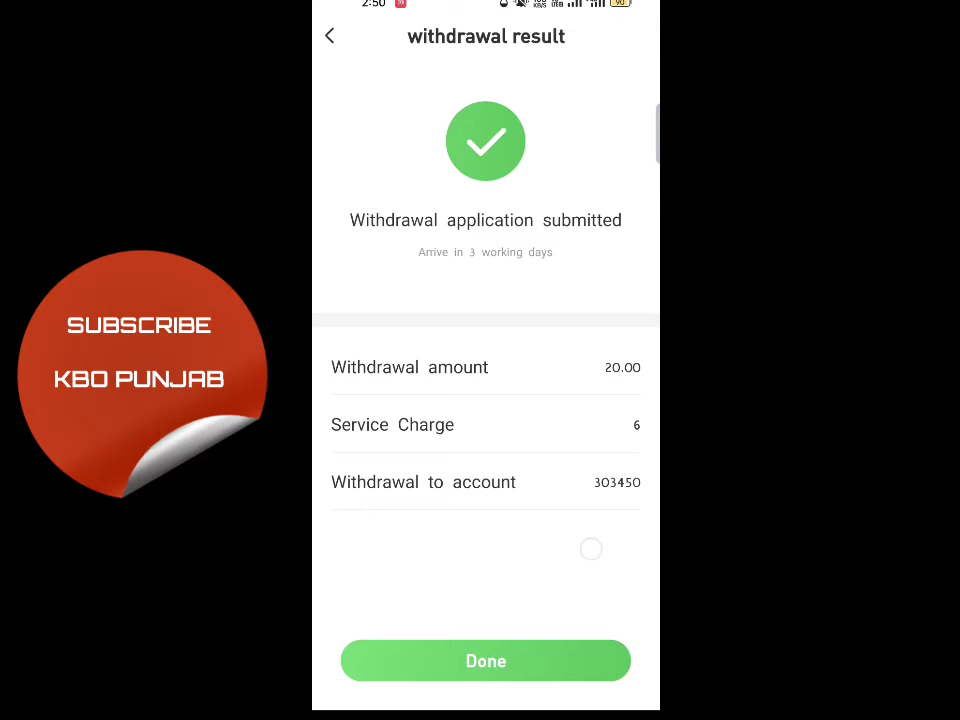 2:50
withdrawal result
Withdrawal application submitted
Arrive in 3 working days
Withdrawal amount 20.00
Service Charge 6
Withdrawal to account 303450
Done
SUBSCRIBE
KBO PUNJAB